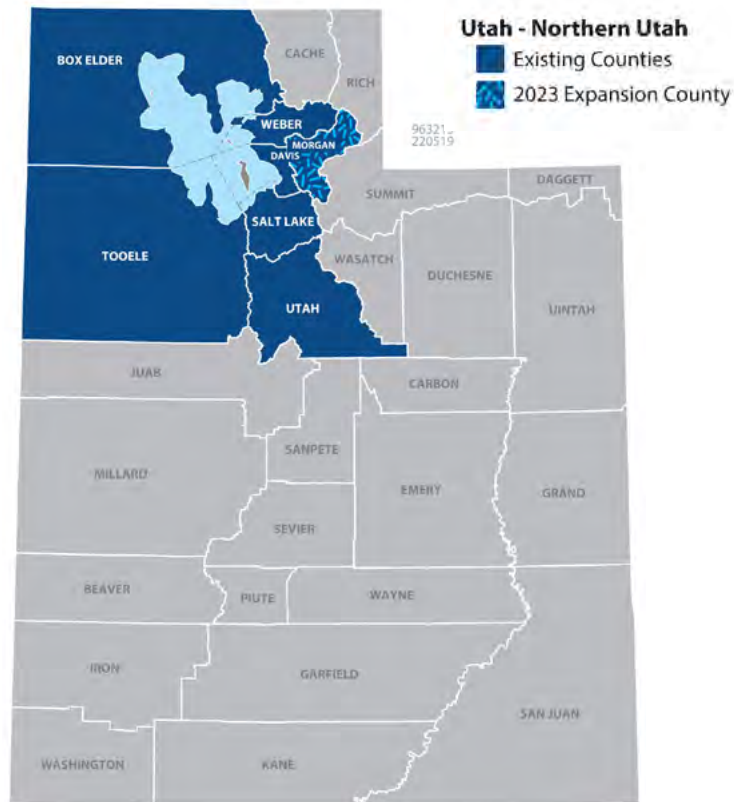 Utah - Northern Utah
Existing Counties
2023 Expansion County
BOX ELDER
CACHE
RICH
WEBER
MORGAN
DAVIS
220519
SUMMIT
DAGGETT
SALT LAKE
TOOELE
WASATCH
DUCHESNE
UINTAH
UTAH
JUAB
CARBON
SANPETE
MILLARD
EMERY
GRAND
SEVIER
BEAVER
PIUTE
WAYNE
IRON
GARFIELD
SAN JUAN
WASHINGTON
KANE